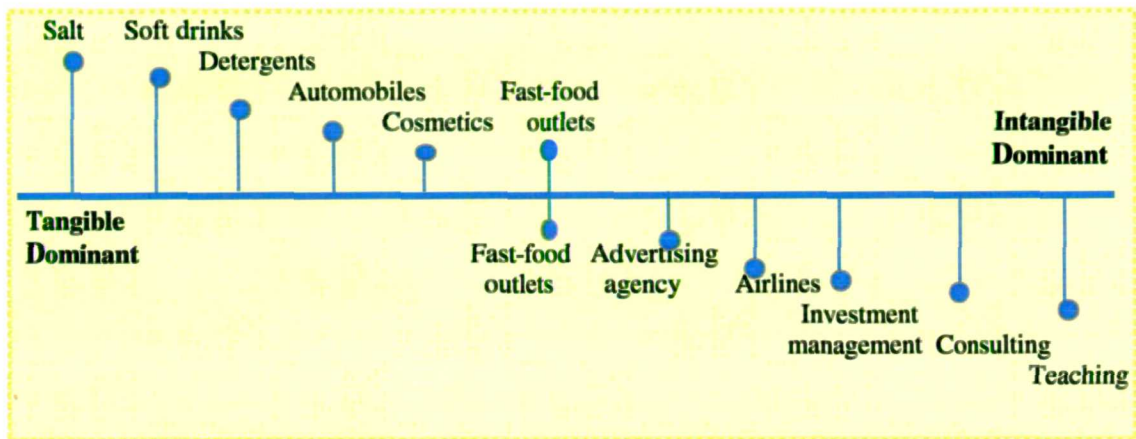 Salt
Soft drinks
Detergents
Automobiles
Cosmetics
Fast-food
outlets
Intangible
Dominant
Tangible
Dominant
Fast-food
outlets
Advertising
agency
Airlines
Investment
management
Consulting
Teaching